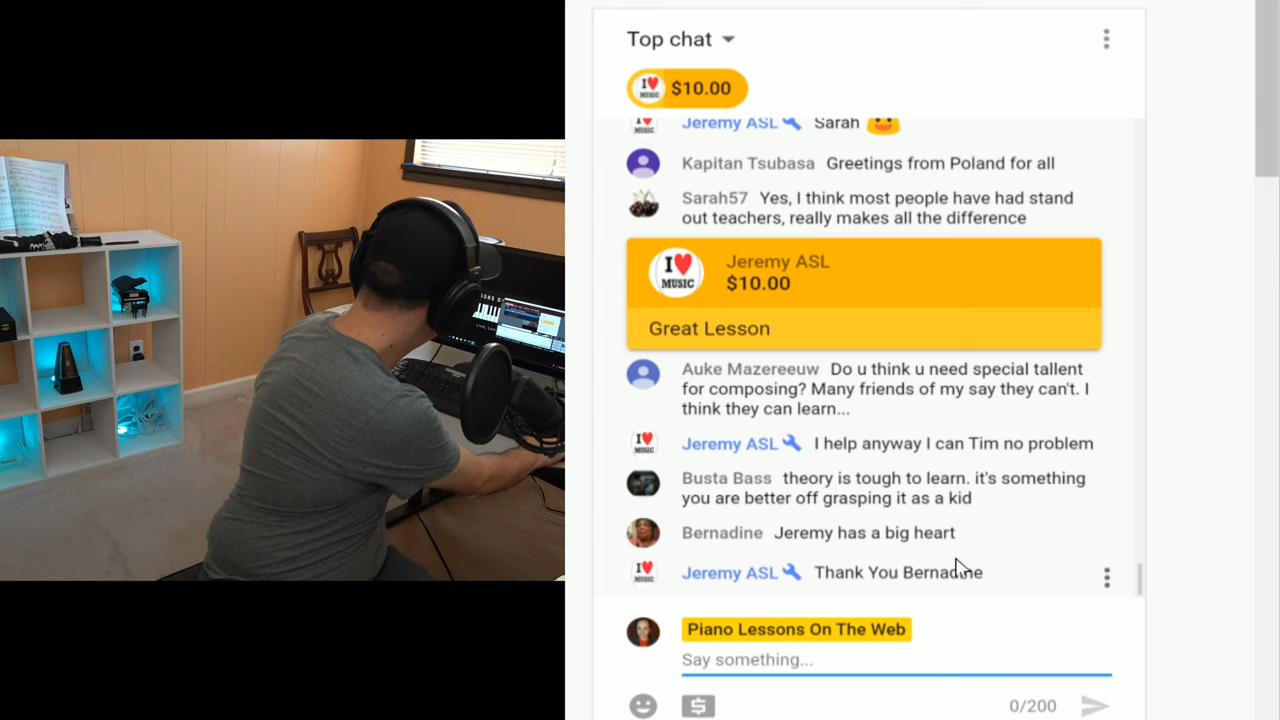 Top chat
I ♥ MUSIC $10.00
I ♥ MUSIC Jeremy ASL Sarah
Kapitan Tsubasa Greetings from Poland for all
Sarah57 Yes, I think most people have had stand
out teachers, really makes all the difference
I ♥ MUSIC Jeremy ASL
$10.00
Great Lesson
Auke Mazereeuw Do u think u need special tallent
for composing? Many friends of my say they can't. I
think they can learn...
I ♥ MUSIC Jeremy ASL I help anyway I can Tim no problem
Busta Bass theory is tough to learn. it's something
you are better off grasping it as a kid
Bernadine Jeremy has a big heart
I ♥ MUSIC Jeremy ASL Thank You Bernadine
Piano Lessons On The Web
Say something...
$ 0/200